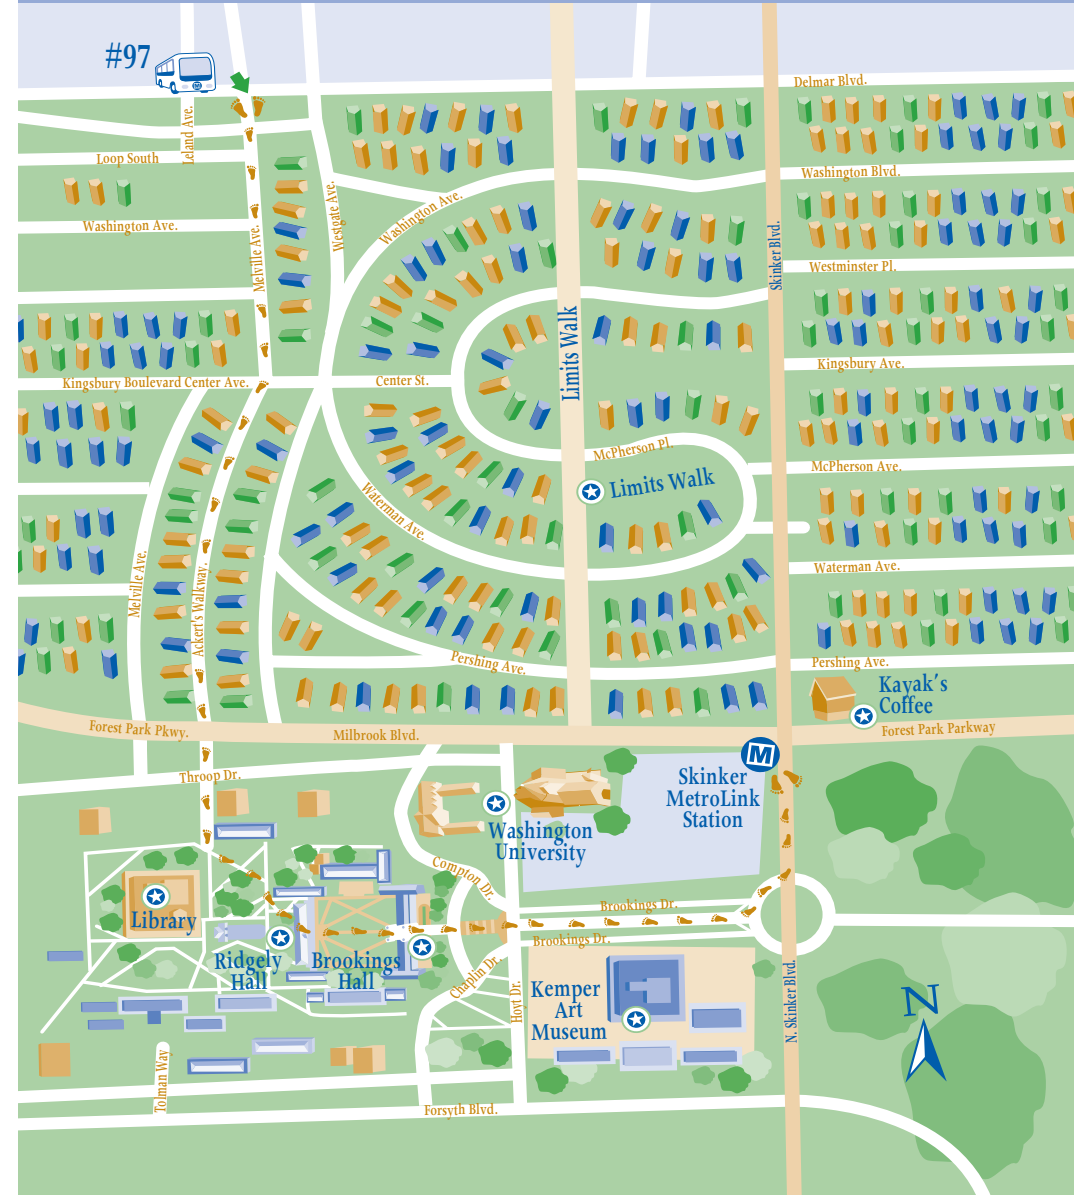 #97
Delmar Blvd.
Leland Ave.
Loop South
Washington Blvd.
Westgate Ave.
Washington Ave.
Washington Ave.
Skinker Blvd.
Melville Ave.
Westminster Pl.
Limits Walk
Kingsbury Ave.
Kingsbury Boulevard Center Ave.
Center St.
McPherson Pl.
McPherson Ave.
Limits Walk
Waterman Ave.
Waterman Ave.
Melville Ave.
Ackert's Walkway.
Pershing Ave.
Pershing Ave.
Kayak's
Coffee
Forest Park Pkwy.
Milbrook Blvd.
Forest Park Parkway
M
Throop Dr.
Skinker
MetroLink
Station
Washington
University
Compton Dr.
Brookings Dr.
Library
Brookings Dr.
Ridgely
Hall
Brookings
Hall
Chaplin Dr.
Hoyt Dr.
Kemper
Art
Museum
N. Skinker Blvd.
N
Tolman Way
Forsyth Blvd.